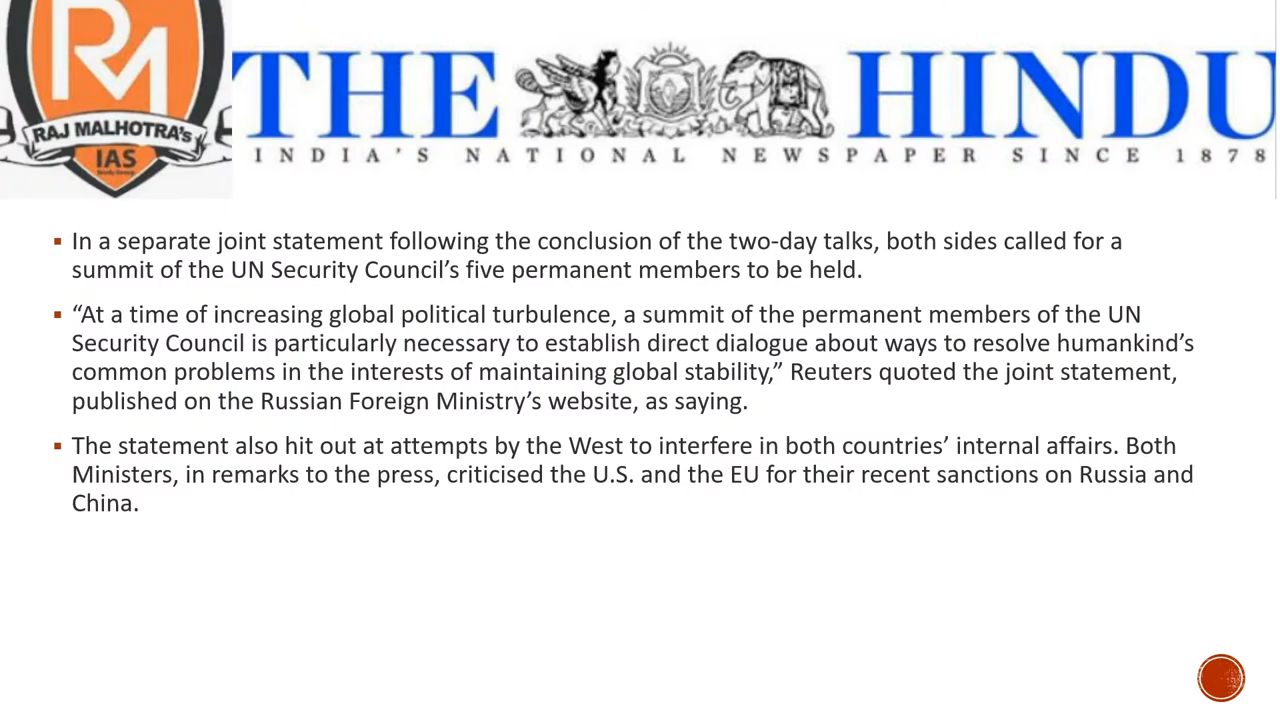 RM
RAJ MALHOTRA's
IAS
Study Group
THE HINDU
INDIA'S NATIONAL NEWSPAPER SINCE 1878
▪ In a separate joint statement following the conclusion of the two-day talks, both sides called for a
summit of the UN Security Council’s five permanent members to be held.
▪ “At a time of increasing global political turbulence, a summit of the permanent members of the UN
Security Council is particularly necessary to establish direct dialogue about ways to resolve humankind’s
common problems in the interests of maintaining global stability,” Reuters quoted the joint statement,
published on the Russian Foreign Ministry’s website, as saying.
▪ The statement also hit out at attempts by the West to interfere in both countries’ internal affairs. Both
Ministers, in remarks to the press, criticised the U.S. and the EU for their recent sanctions on Russia and
China.